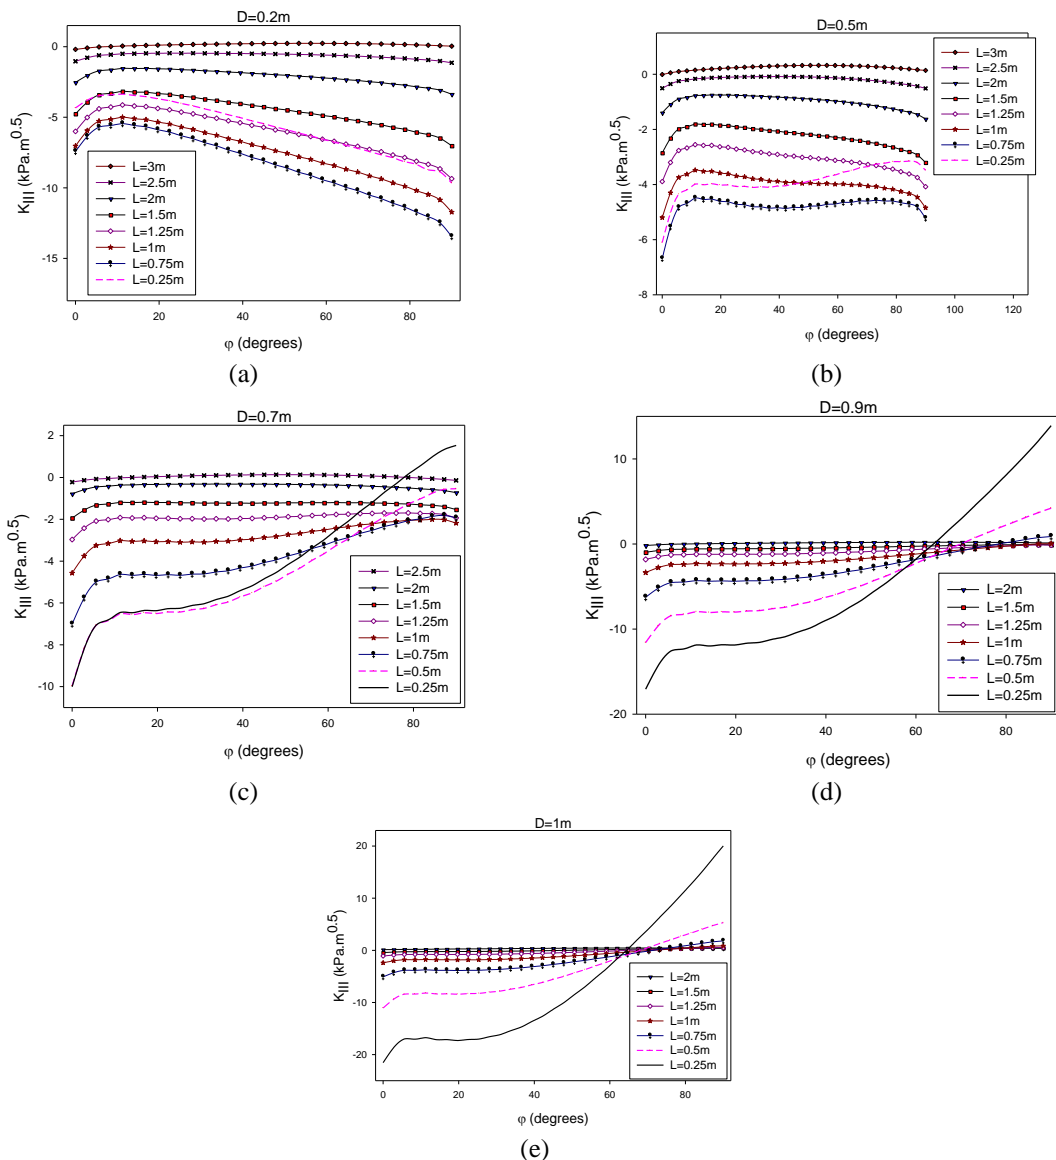 D=0.2m
K_III (kPa.m^0.5)
0
-5
-10
-15
L=3m
L=2.5m
L=2m
L=1.5m
L=1.25m
L=1m
L=0.75m
L=0.25m
0 20 40 60 80
φ (degrees)
(a)
D=0.5m
K_III (kPa.m^0.5)
0
-2
-4
-6
-8
L=3m
L=2.5m
L=2m
L=1.5m
L=1.25m
L=1m
L=0.75m
L=0.25m
0 20 40 60 80 100 120
φ (degrees)
(b)
D=0.7m
K_III (kPa.m^0.5)
2
0
-2
-4
-6
-8
-10
L=2.5m
L=2m
L=1.5m
L=1.25m
L=1m
L=0.75m
L=0.5m
L=0.25m
0 20 40 60 80
φ (degrees)
(c)
D=0.9m
K_III (kPa.m^0.5)
10
0
-10
-20
L=2m
L=1.5m
L=1.25m
L=1m
L=0.75m
L=0.5m
L=0.25m
0 20 40 60 80
φ (degrees)
(d)
D=1m
K_III (kPa.m^0.5)
20
10
0
-10
-20
L=2m
L=1.5m
L=1.25m
L=1m
L=0.75m
L=0.5m
L=0.25m
0 20 40 60 80
φ (degrees)
(e)